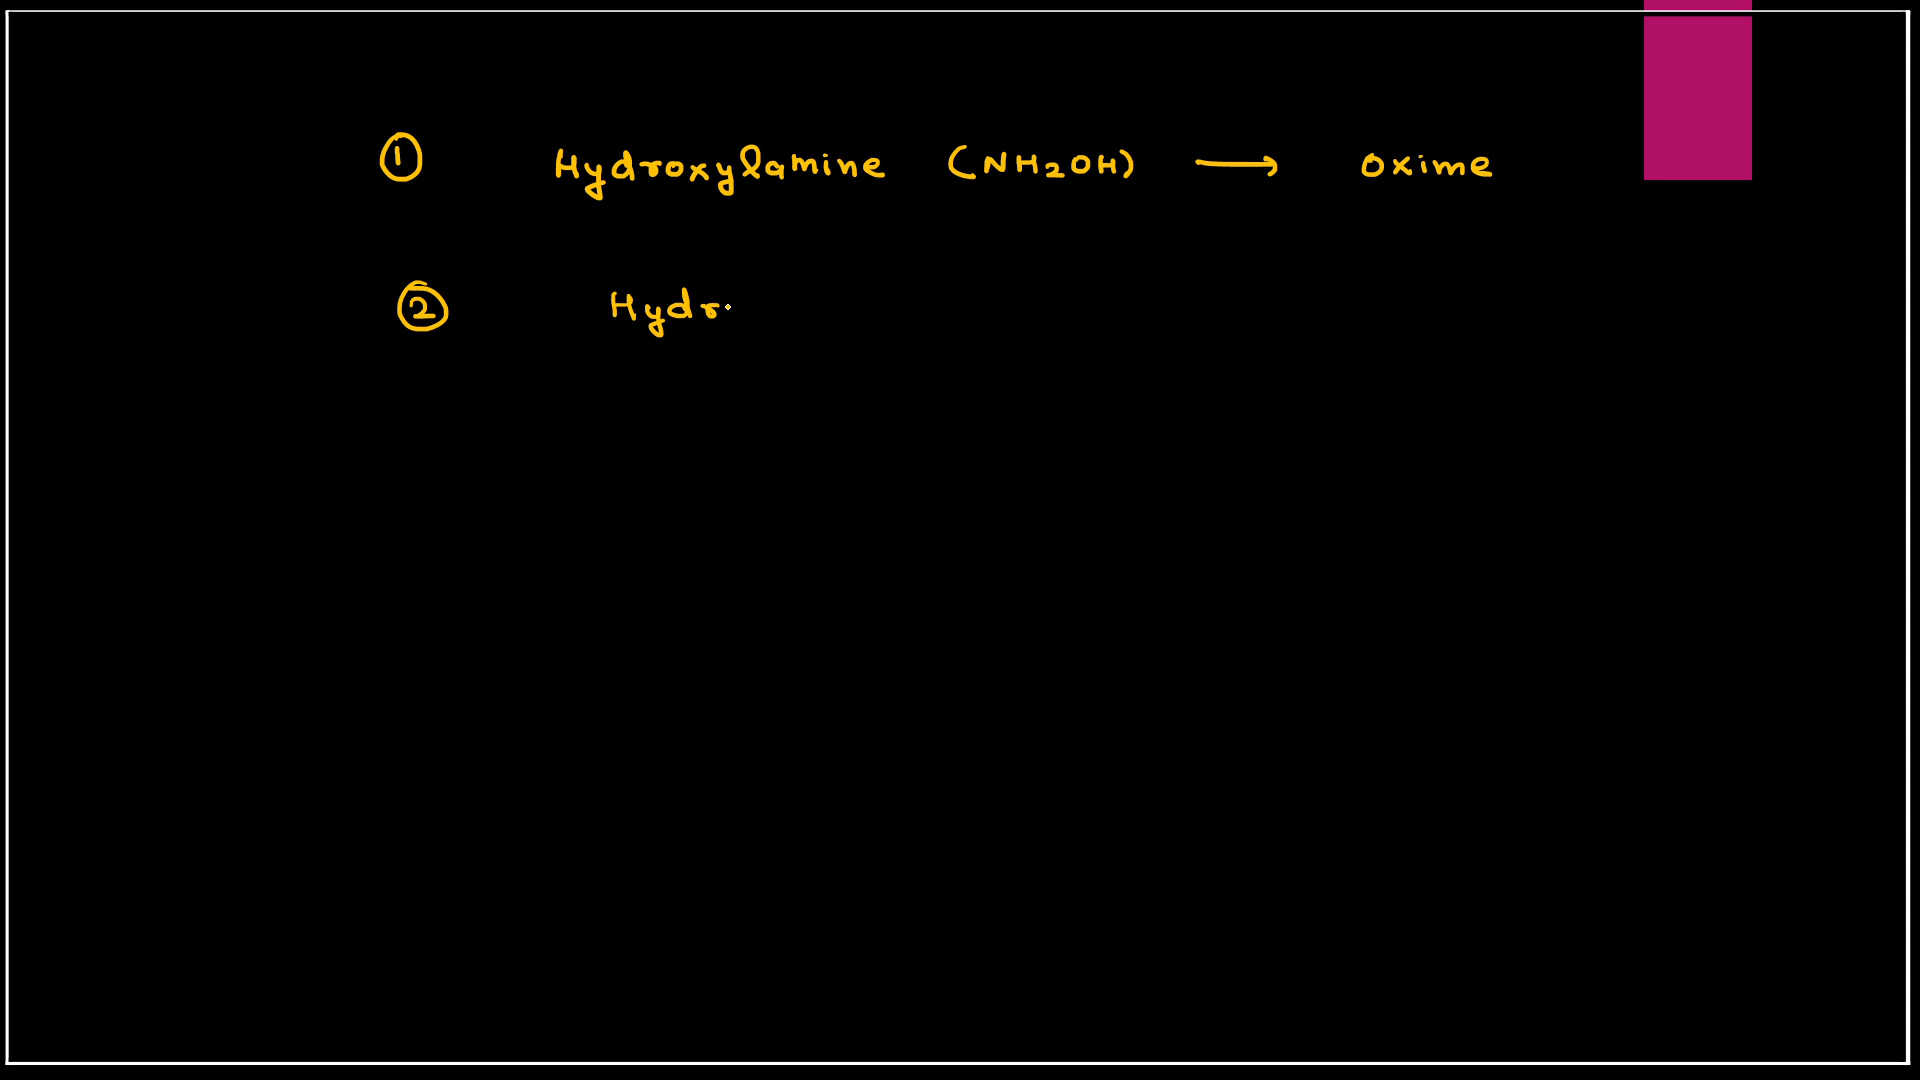 ① Hydroxylamine (NH2OH) → Oxime
② Hydr